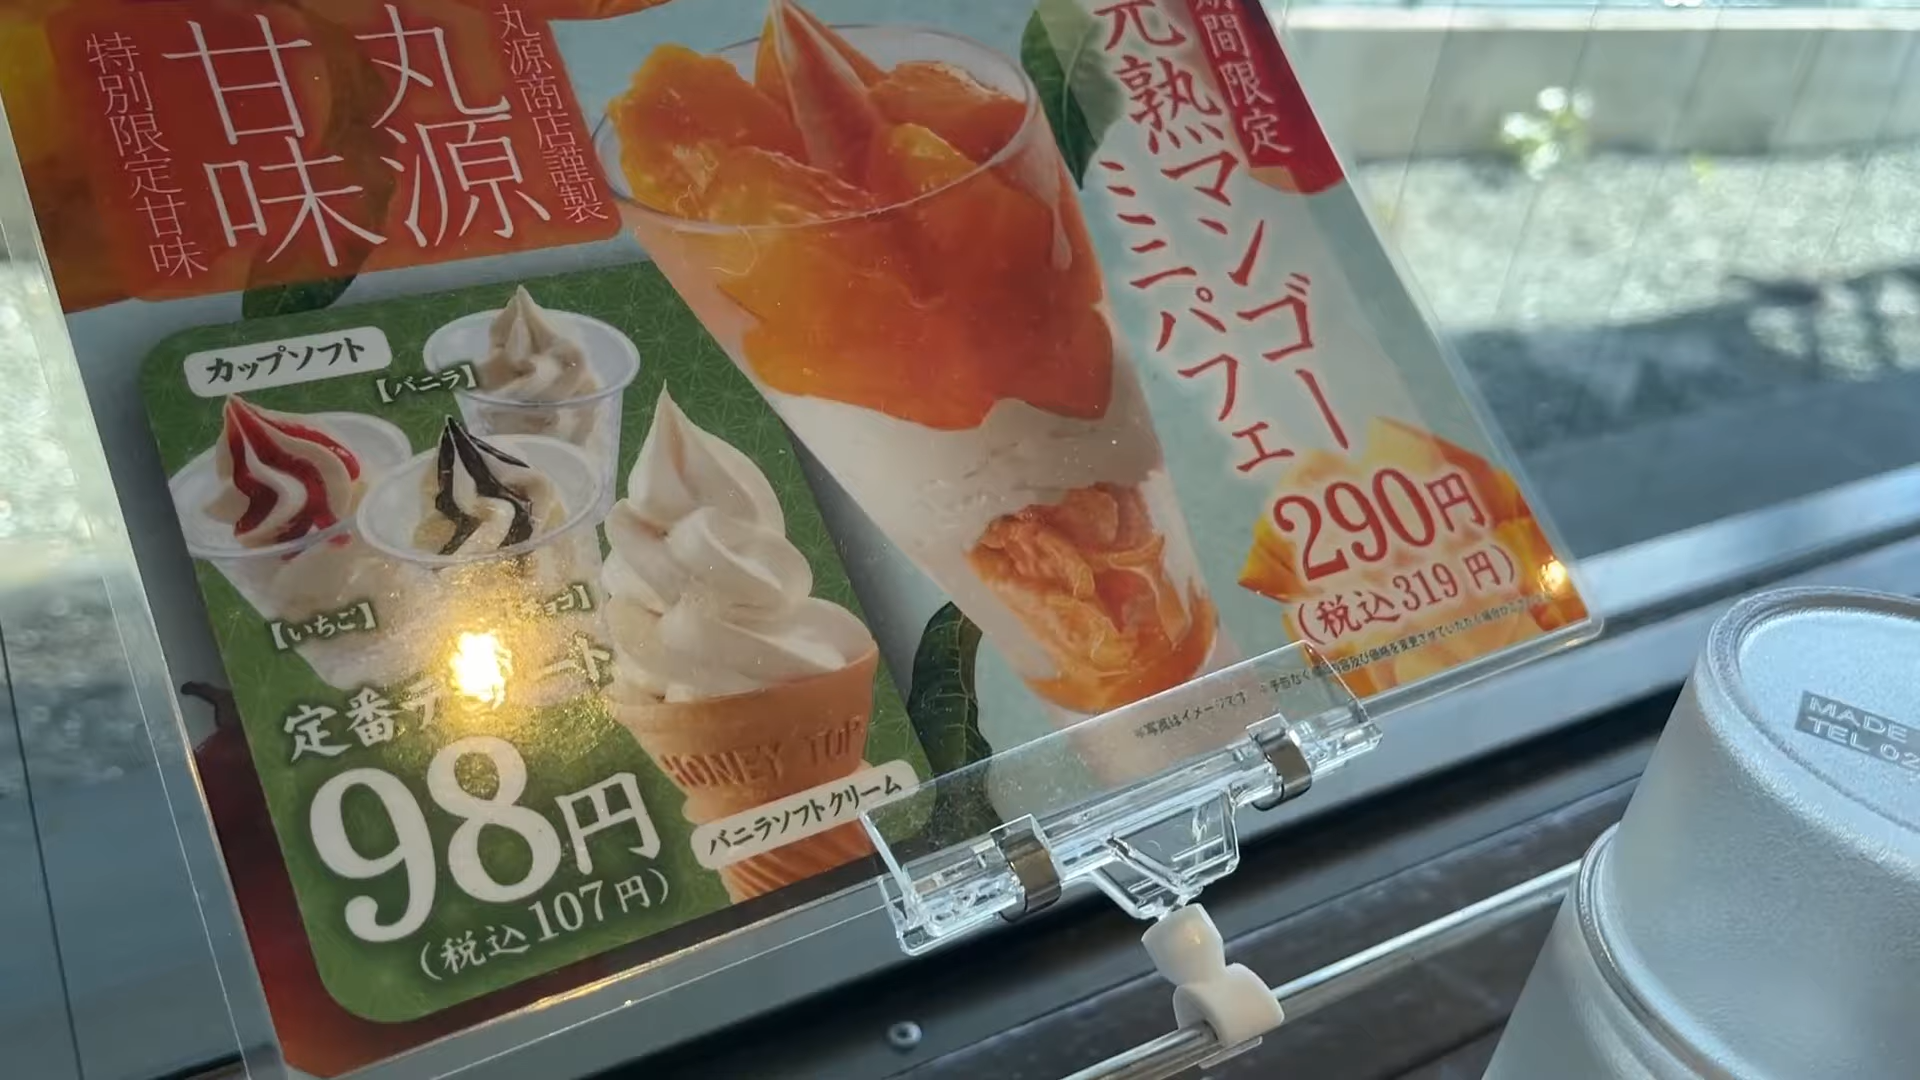 丸源商店謹製
丸源
甘味
特別限定甘味
期間限定
完熟マンゴー
ミニパフェ
290円
(税込319円)
カップソフト
【バニラ】
【いちご】
定番デザート
98円
(税込107円)
HONEY TOP
バニラソフトクリーム
※写真はイメージです
MADE
TEL 02